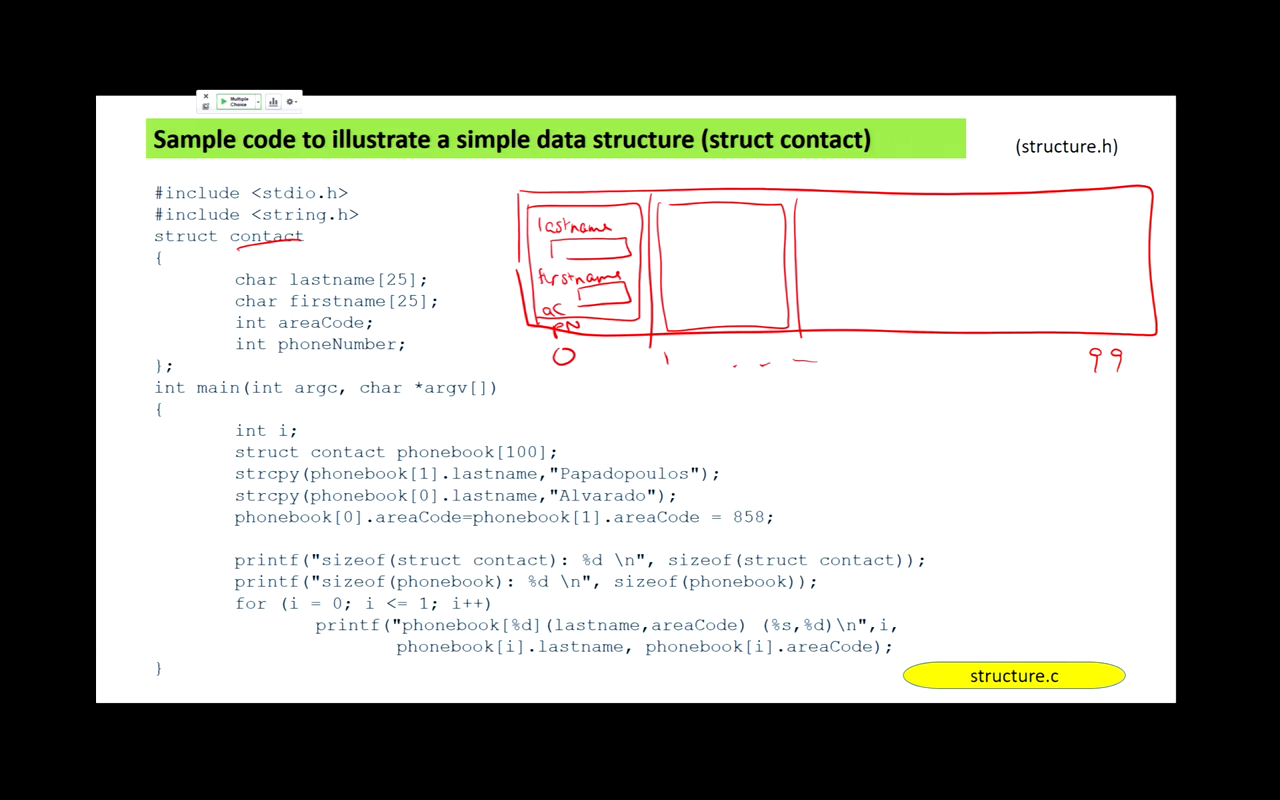 Multiple
Choice
Sample code to illustrate a simple data structure (struct contact)
(structure.h)
#include <stdio.h>
#include <string.h>
struct contact
{
char lastname[25];
char firstname[25];
int areaCode;
int phoneNumber;
};
int main(int argc, char *argv[])
{
int i;
struct contact phonebook[100];
strcpy(phonebook[1].lastname,"Papadopoulos");
strcpy(phonebook[0].lastname,"Alvarado");
phonebook[0].areaCode=phonebook[1].areaCode = 858;
printf("sizeof(struct contact): %d \n", sizeof(struct contact));
printf("sizeof(phonebook): %d \n", sizeof(phonebook));
for (i = 0; i <= 1; i++)
printf("phonebook[%d](lastname,areaCode) (%s,%d)\n",i,
phonebook[i].lastname, phonebook[i].areaCode);
}
lastname
firstname
aC
PN
0 1 ... 99
structure.c